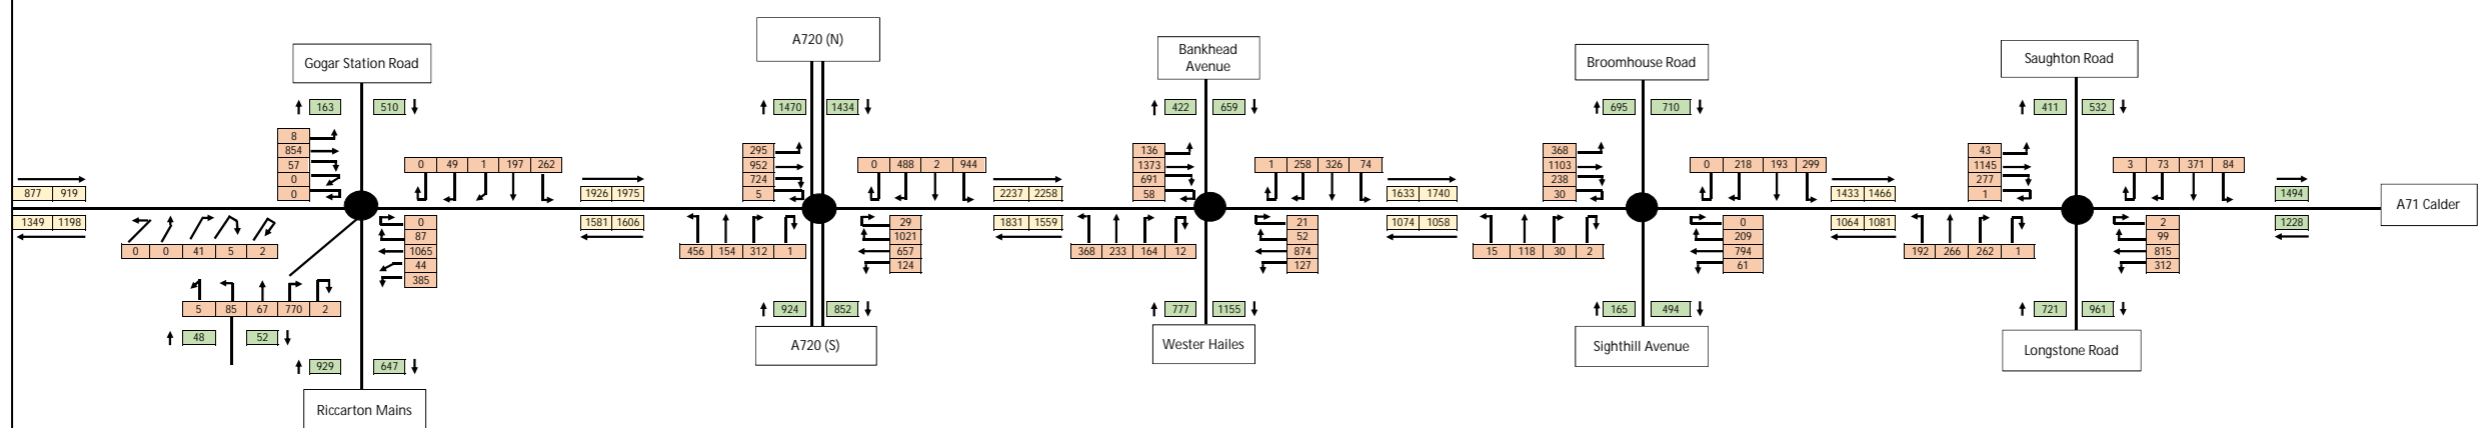 A720 (N)
Bankhead
Avenue
Gogar Station Road
Broomhouse Road
Saughton Road
163 510
1470 1434
422 659
695 710
411 532
8
854
57
0
0
0 49 1 197 262
295
952
724
5
0 488 2 944
136
1373
691
58
1 258 326 74
368
1103
238
30
0 218 193 299
43
1145
277
1
3 73 371 84
877 919
1926 1975
2237 2258
1633 1740
1433 1466
1494
A71 Calder
1349 1198
1581 1606
1831 1559
1074 1058
1064 1081
1228
0 0 41 5 2
0
87
1065
44
385
456 154 312 1
29
1021
657
124
368 233 164 12
21
52
874
127
15 118 30 2
0
209
794
61
192 266 262 1
2
99
815
312
5 85 67 770 2
48 52
924 852
777 1155
165 494
721 961
A720 (S)
Wester Hailes
Sighthill Avenue
Longstone Road
929 647
Riccarton Mains